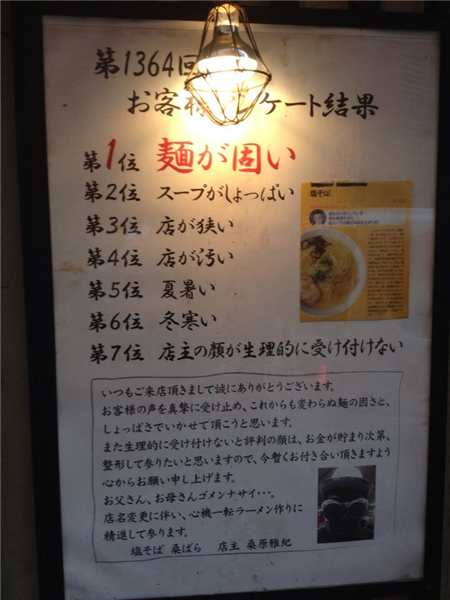 第1364回
お客様 ケート結果
第1位 麺が固い
第2位 スープがしょっぱい
第3位 店が狭い
第4位 店が汚い
第5位 夏暑い
第6位 冬寒い
第7位 店主の顔が生理的に受け付けない
塩そば
いつもご来店頂きまして誠にありがとうございます。
お客様の声を真摯に受け止め、これからも変わらぬ麺の固さと、
しょっぱさでいかせて頂こうと思います。
また生理的に受け付けないと評判の顔は、お金が貯まり次第、
整形して参りたいと思いますので、今暫くお付き合い頂きますよう
心からお願い申し上げます。
お父さん、お母さんゴメンナサイ・・・。
店名変更に伴い、心機一転ラーメン作りに
精進して参ります。
塩そば 桑ばら 店主 桑原雅紀